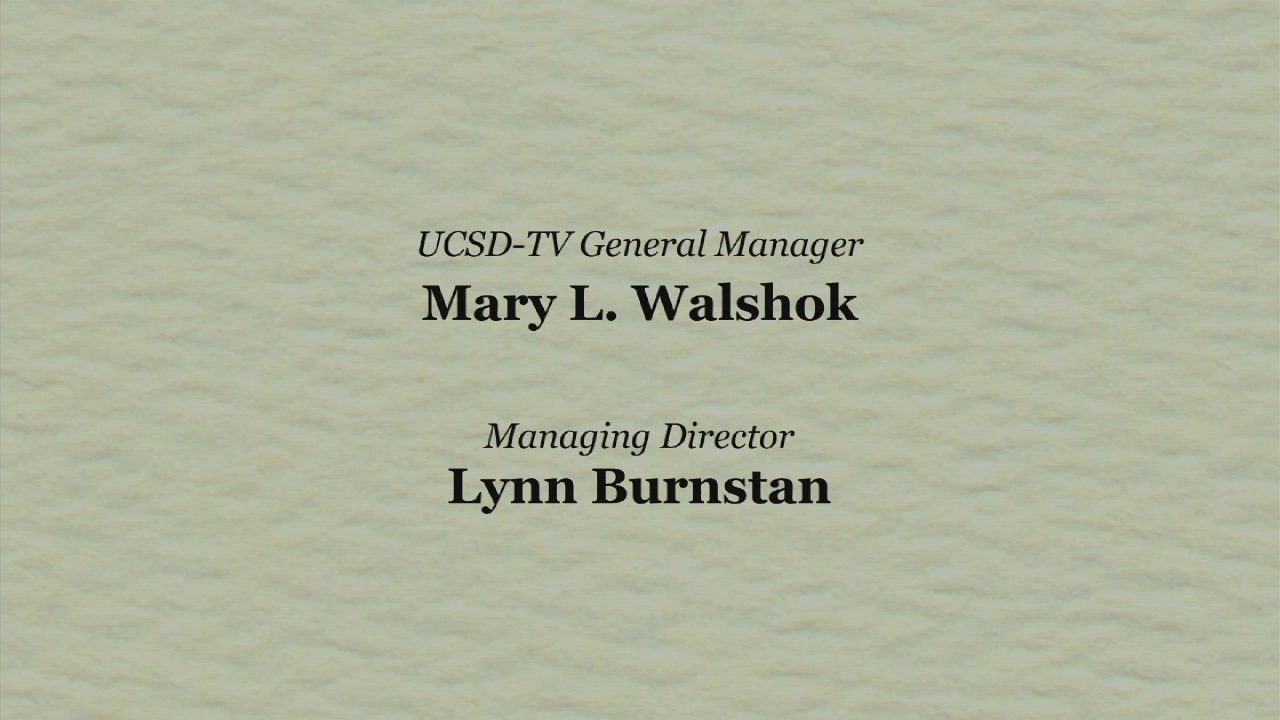 UCSD-TV General Manager
Mary L. Walshok
Managing Director
Lynn Burnstan